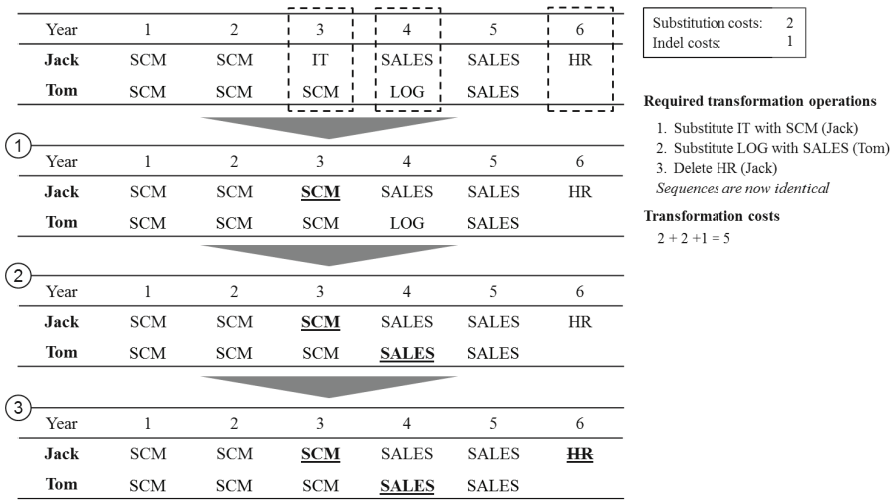 Year 1 2 3 4 5 6
Jack SCM SCM IT SALES SALES HR
Tom SCM SCM SCM LOG SALES
Substitution costs: 2
Indel costs: 1
Required transformation operations
1. Substitute IT with SCM (Jack)
2. Substitute LOG with SALES (Tom)
3. Delete HR (Jack)
Sequences are now identical
Transformation costs
2 + 2 +1 = 5
1
Year 1 2 3 4 5 6
Jack SCM SCM SCM SALES SALES HR
Tom SCM SCM SCM LOG SALES
2
Year 1 2 3 4 5 6
Jack SCM SCM SCM SALES SALES HR
Tom SCM SCM SCM SALES SALES
3
Year 1 2 3 4 5 6
Jack SCM SCM SCM SALES SALES HR
Tom SCM SCM SCM SALES SALES